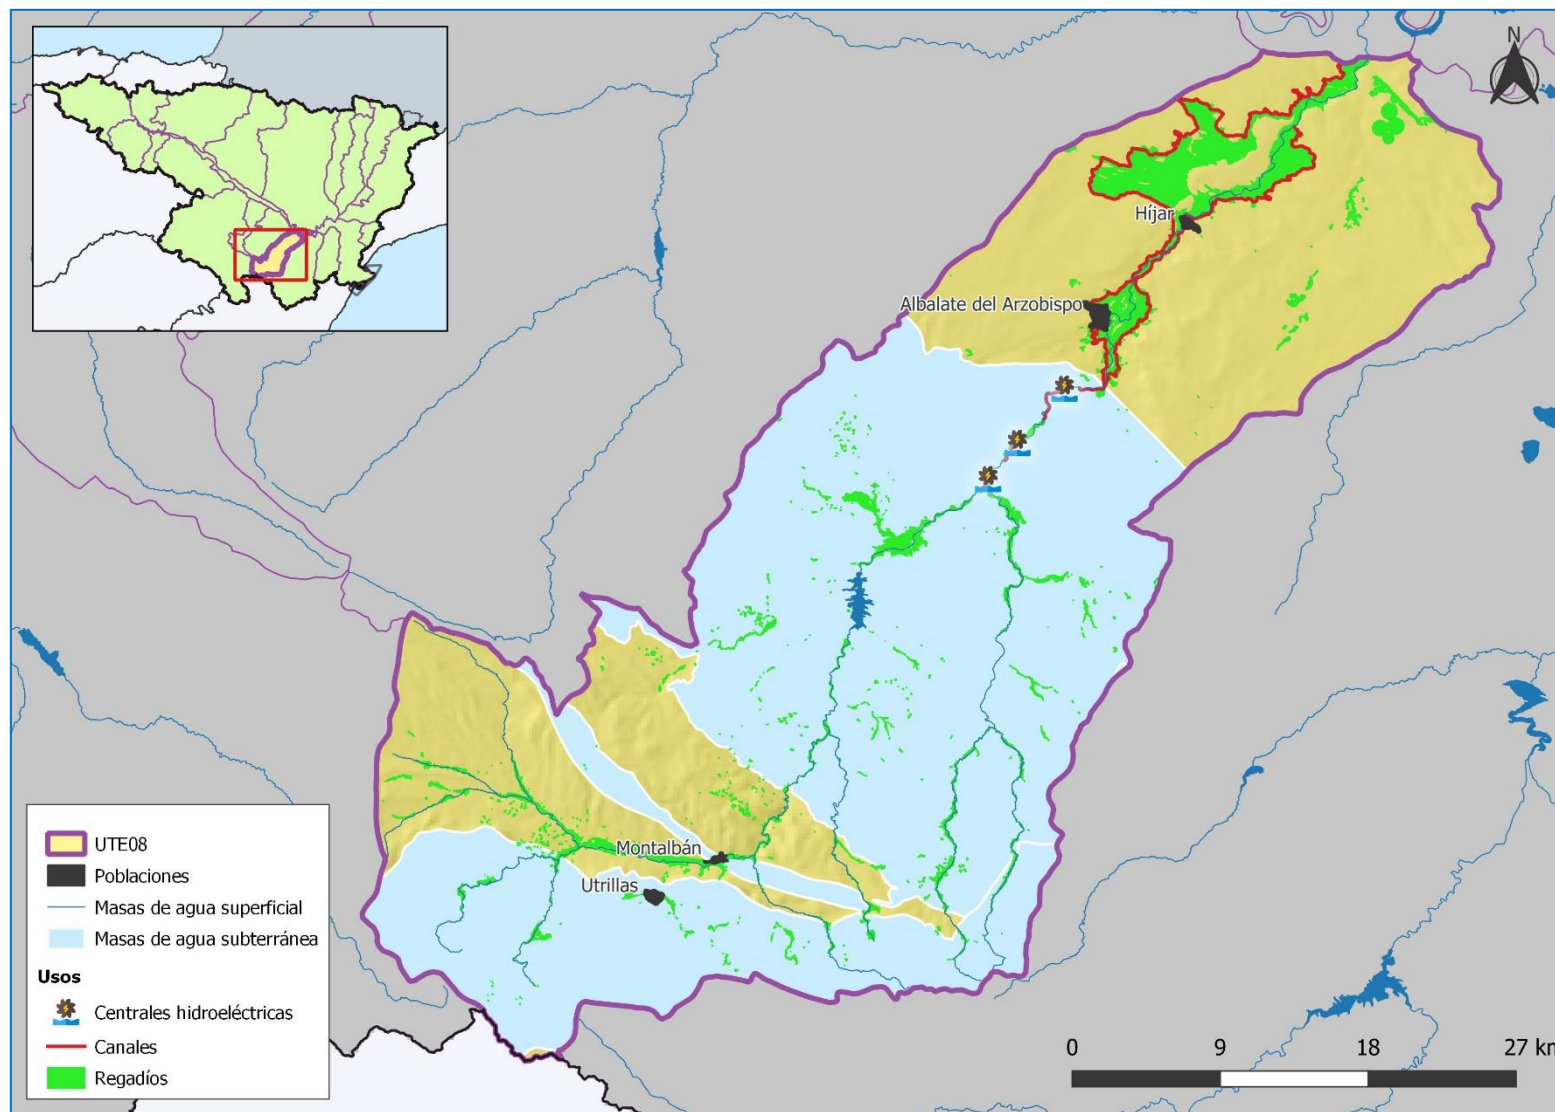 N
Híjar
Albalate del Arzobispo
Montalbán
Utrillas
UTE08
Poblaciones
Masas de agua superficial
Masas de agua subterránea
Usos
Centrales hidroeléctricas
Canales
Regadíos
0 9 18 27 km